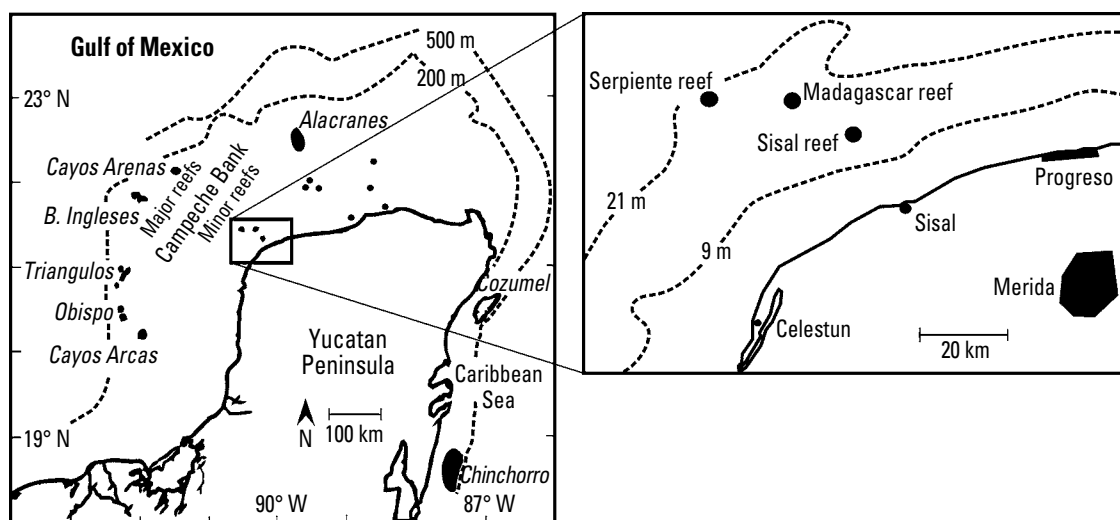 Gulf of Mexico
500 m
200 m
23° N
Alacranes
Cayos Arenas
B. Ingleses
Major reefs
Campeche Bank
Minor reefs
Triangulos
Obispo
Cayos Arcas
Cozumel
Yucatan
Peninsula
Caribbean
Sea
N
100 km
19° N
Chinchorro
90° W
87° W
Serpiente reef
Madagascar reef
Sisal reef
Progreso
21 m
Sisal
9 m
Merida
Celestun
20 km